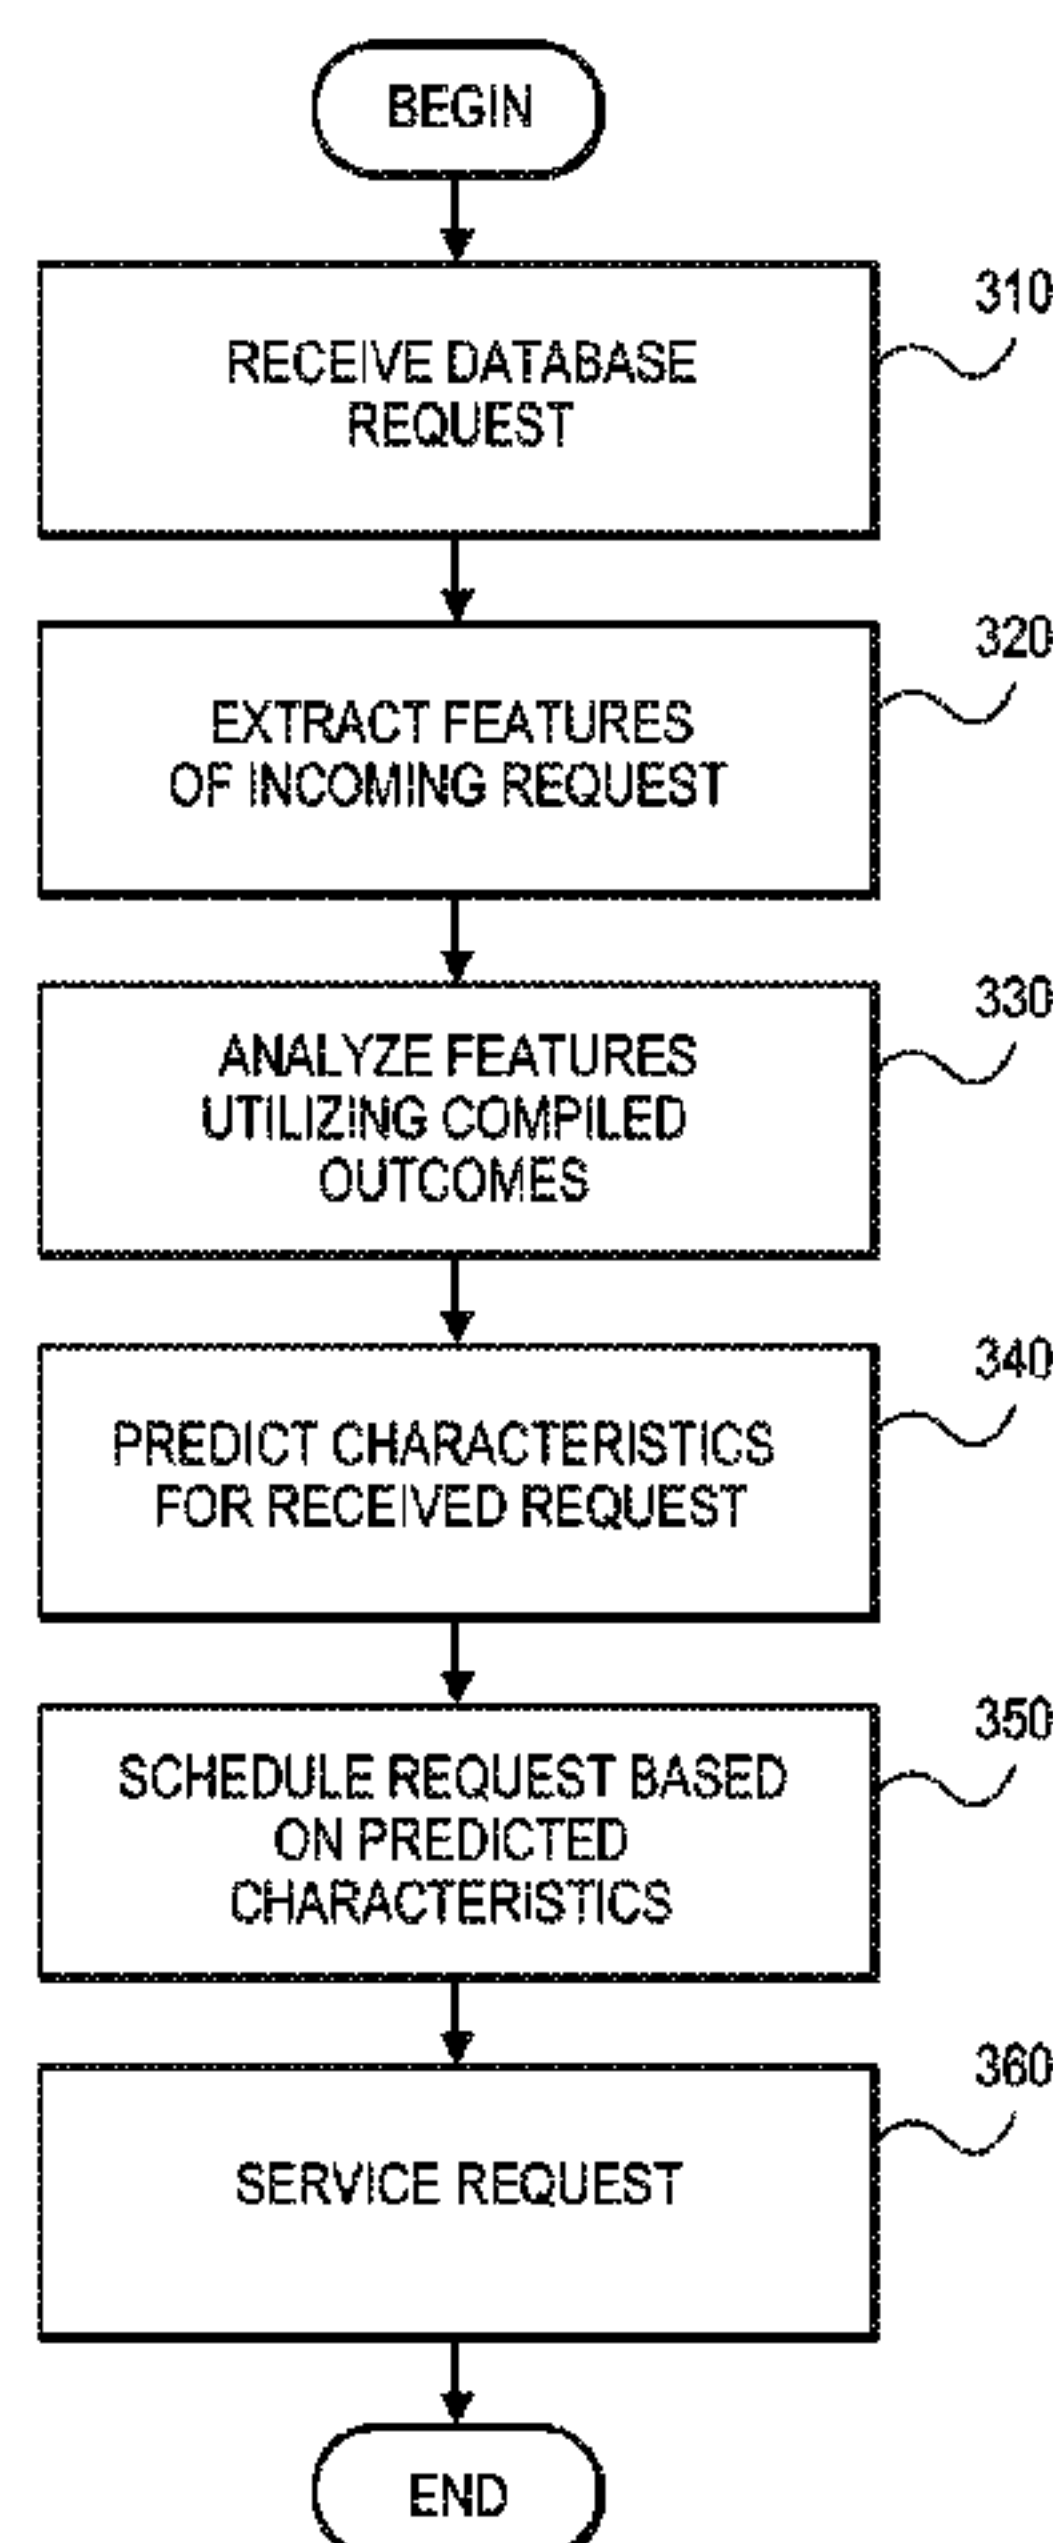 BEGIN
310
RECEIVE DATABASE
REQUEST
320
EXTRACT FEATURES
OF INCOMING REQUEST
330
ANALYZE FEATURES
UTILIZING COMPILED
OUTCOMES
340
PREDICT CHARACTERISTICS
FOR RECEIVED REQUEST
350
SCHEDULE REQUEST BASED
ON PREDICTED
CHARACTERISTICS
360
SERVICE REQUEST
END